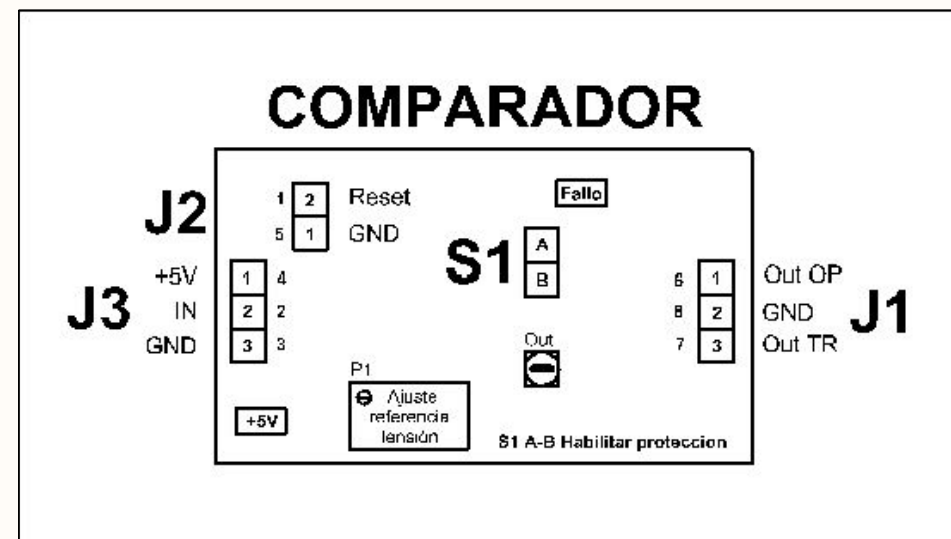 COMPARADOR
J2
1 2 Reset
5 1 GND
Fallo
S1
A
B
J3
+5V 1 4
IN 2 2
GND 3 3
6 1 Out OP
8 2 GND
7 3 Out TR
J1
Out
P1
Ajuste
referencia
tensión
+5V
S1 A-B Habilitar proteccion